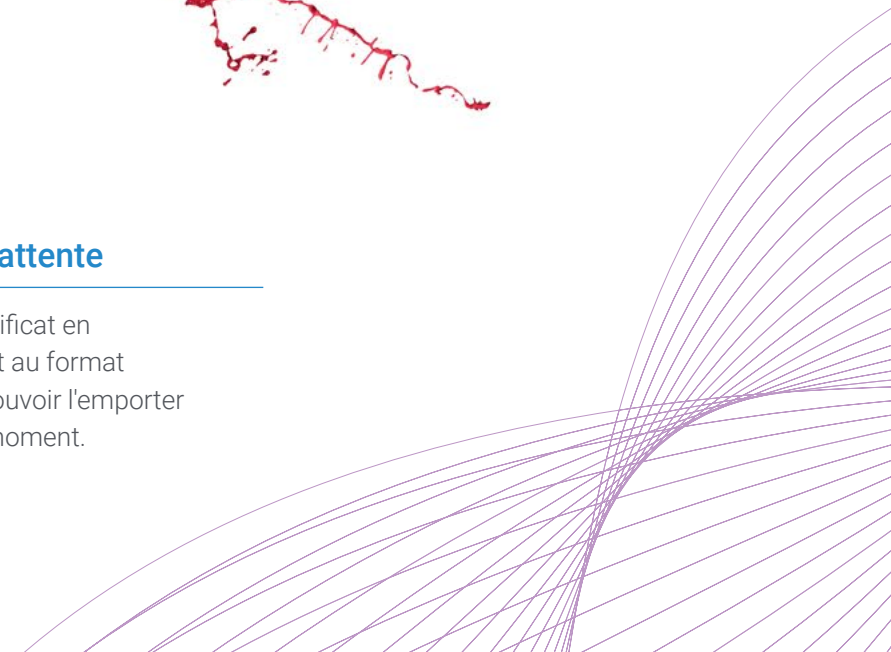 attente
ificat en
t au format
ouvoir l'emporter
noment.